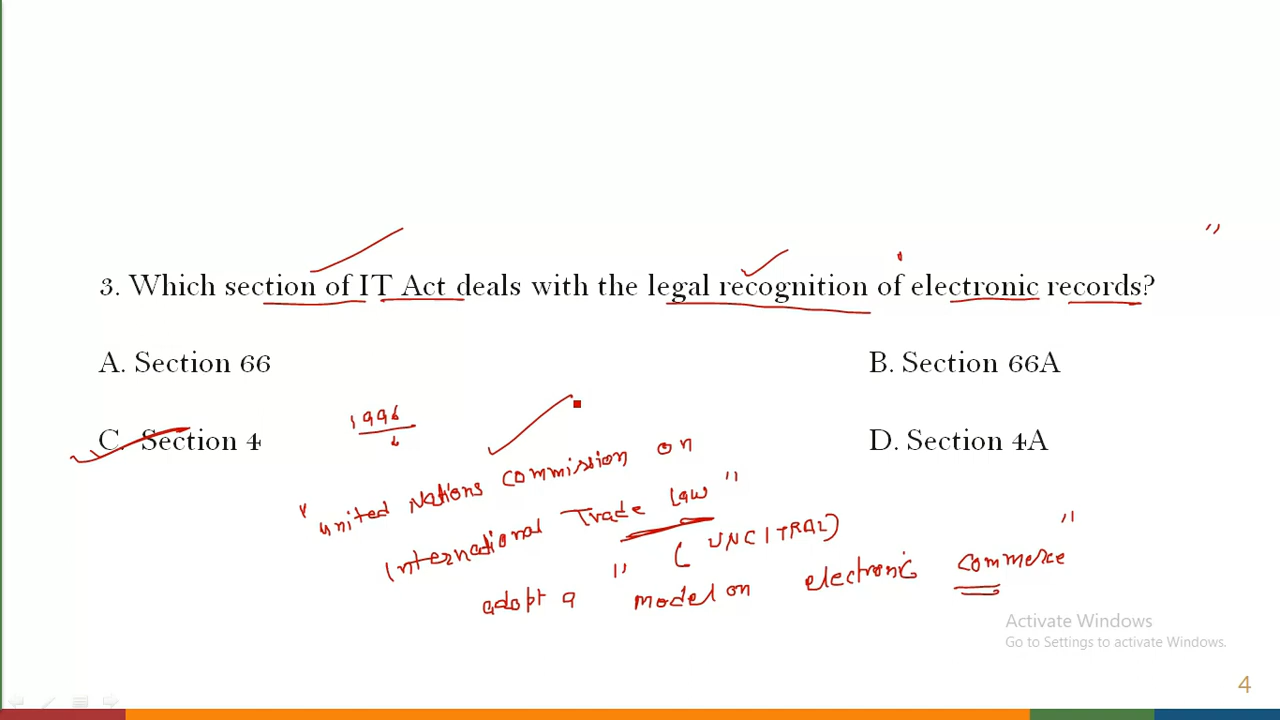 3. Which section of IT Act deals with the legal recognition of electronic records?
A. Section 66
B. Section 66A
C. Section 4
D. Section 4A
1996
"United Nations Commission on
International Trade Law"
(UNCITRAL)
adopt a "model on electronic commerce"
Activate Windows
Go to Settings to activate Windows.
4